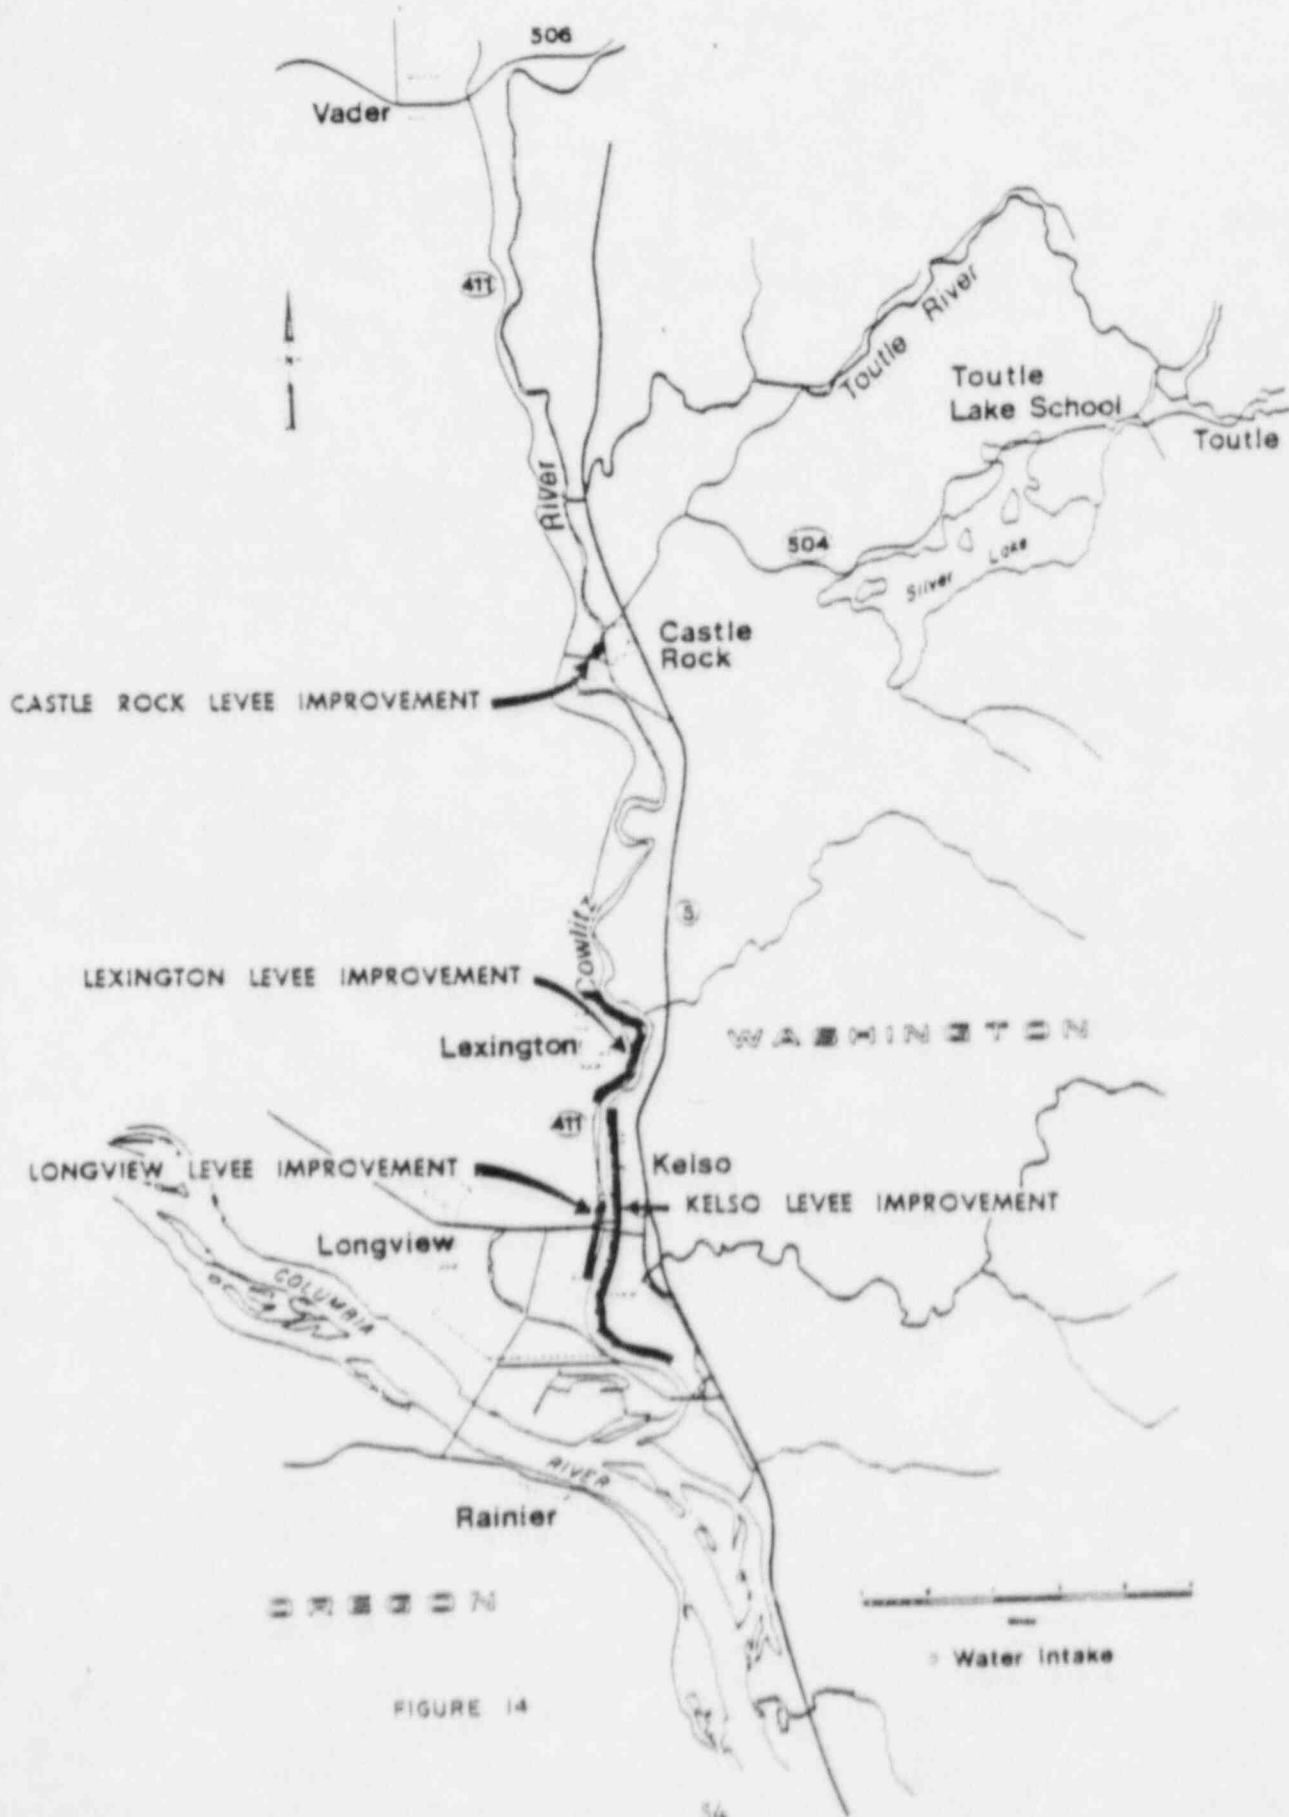 506
Vader
411
Toutle River
Toutle
Lake School
Toutle
River
504
Silver Lake
Castle
Rock
CASTLE ROCK LEVEE IMPROVEMENT
5
Cowlitz
LEXINGTON LEVEE IMPROVEMENT
WASHINGTON
Lexington
411
LONGVIEW LEVEE IMPROVEMENT
Kelso
KELSO LEVEE IMPROVEMENT
Longview
COLUMBIA
RIVER
Rainier
OREGON
Water Intake
FIGURE 14